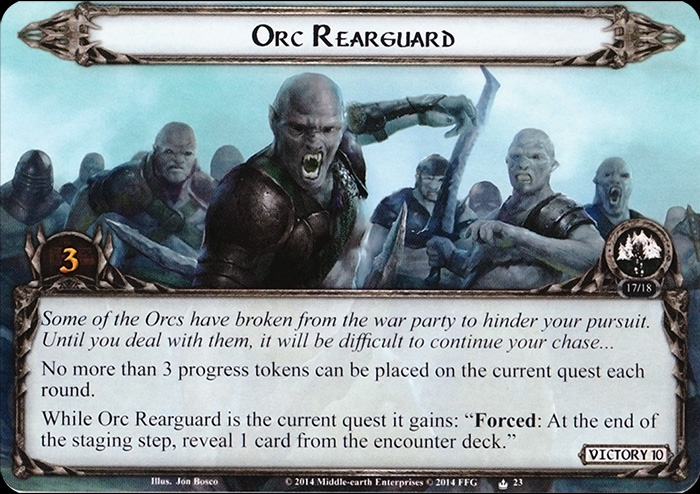 Orc Rearguard
3
17/18
Some of the Orcs have broken from the war party to hinder your pursuit.
Until you deal with them, it will be difficult to continue your chase...
No more than 3 progress tokens can be placed on the current quest each
round.
While Orc Rearguard is the current quest it gains: “Forced: At the end of
the staging step, reveal 1 card from the encounter deck.”
VICTORY 10
Illus. Jon Bosco © 2014 Middle-earth Enterprises © 2014 FFG 23